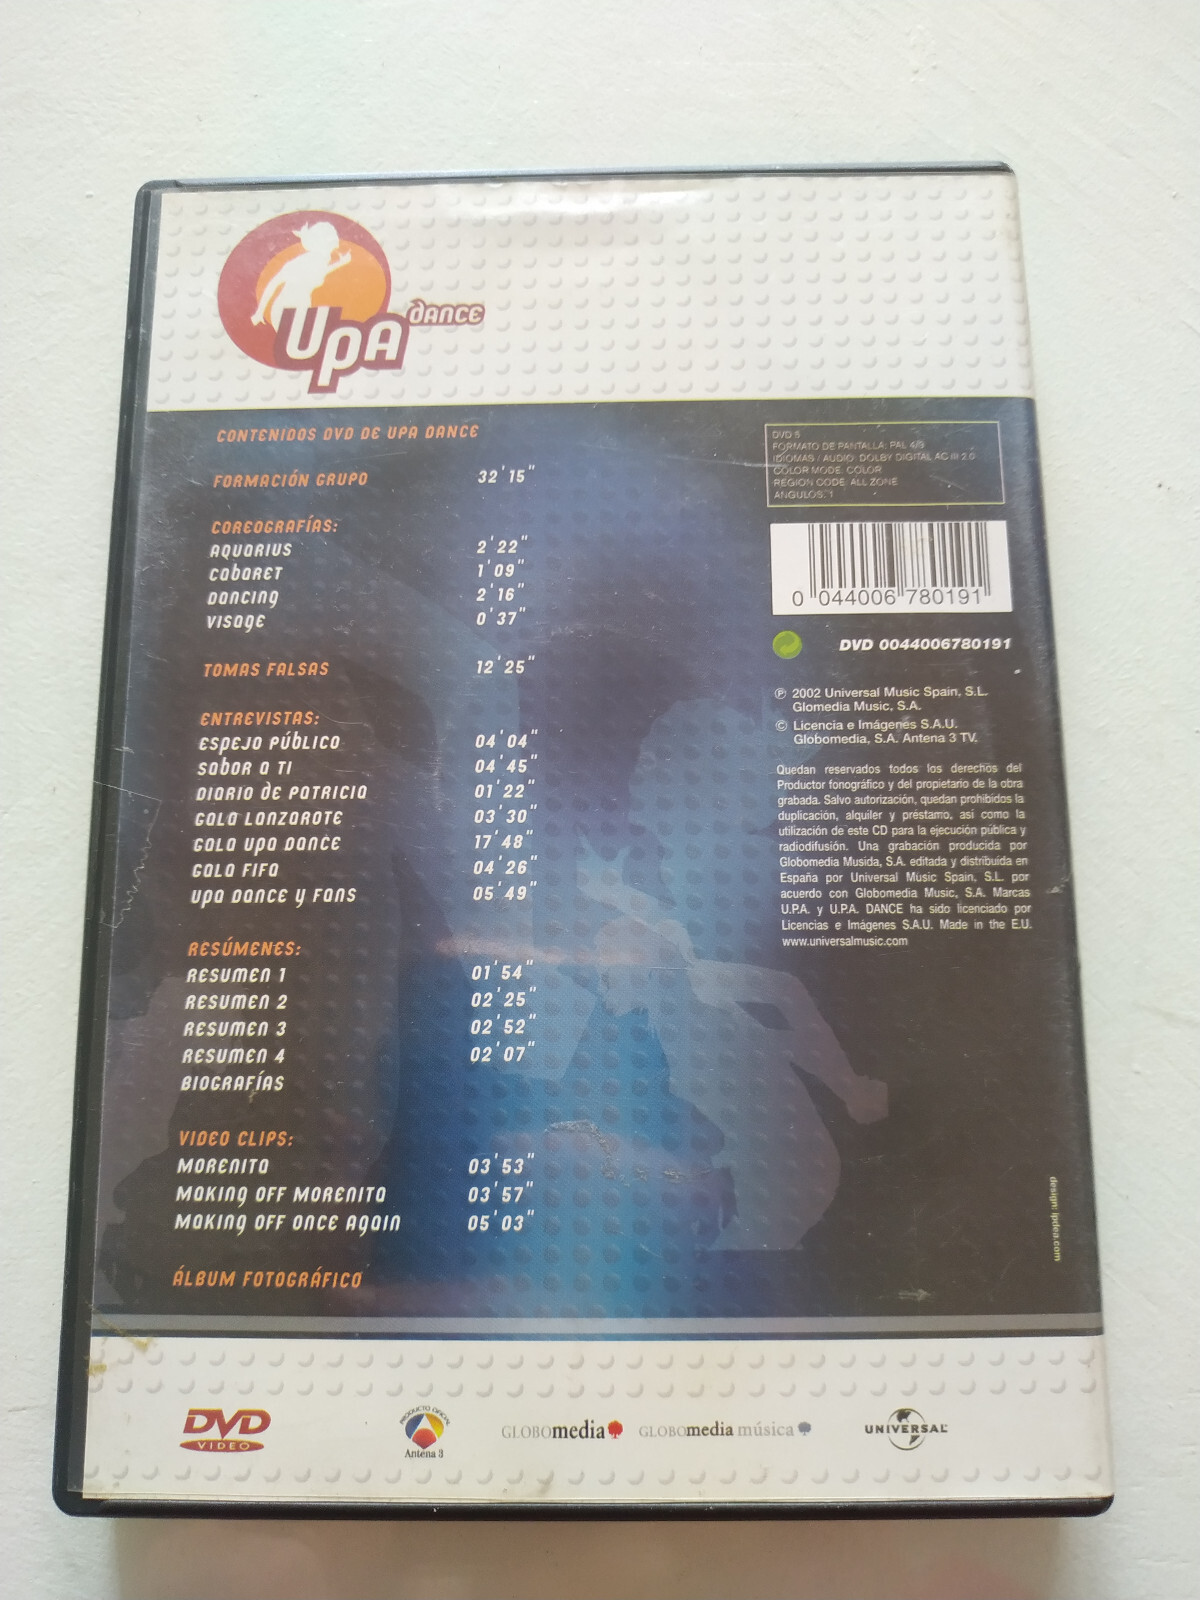 UPA DANCE
CONTENIDOS DVD DE UPA DANCE
FORMACIÓN GRUPO 32'15"
COREOGRAFÍAS:
AQUARIUS 2'22"
CABARET 1'09"
DANCING 2'16"
VISAGE 0'37"
TOMAS FALSAS 12'25"
ENTREVISTAS:
ESPEJO PÚBLICO 04'04"
SABOR A TI 04'45"
DIARIO DE PATRICIA 01'22"
GALA LANZAROTE 03'30"
GALA UPA DANCE 17'48"
GALA FIFA 04'26"
UPA DANCE Y FANS 05'49"
RESÚMENES:
RESUMEN 1 01'54"
RESUMEN 2 02'25"
RESUMEN 3 02'52"
RESUMEN 4 02'07"
BIOGRAFÍAS
VIDEO CLIPS:
MORENITA 03'53"
MAKING OFF MORENITA 03'57"
MAKING OFF ONCE AGAIN 05'03"
ÁLBUM FOTOGRÁFICO
DVD 5
FORMATO DE PANTALLA: PAL 4/3
IDIOMAS / AUDIO: DOLBY DIGITAL AC III 2.0
COLOR MODE: COLOR
REGION CODE: ALL ZONE
ANGULOS: 1
0 044006 780191
DVD 0044006780191
℗ 2002 Universal Music Spain, S.L.
Glomedia Music, S.A.
© Licencia e Imágenes S.A.U.
Globomedia, S.A. Antena 3 TV.
Quedan reservados todos los derechos del
Productor fonográfico y del propietario de la obra
grabada. Salvo autorización, quedan prohibidos la
duplicación, alquiler y préstamo, así como la
utilización de este CD para la ejecución pública y
radiodifusión. Una grabación producida por
Globomedia Musida, S.A. editada y distribuída en
España por Universal Music Spain, S.L. por
acuerdo con Globomedia Music, S.A. Marcas
U.P.A. y U.P.A. DANCE ha sido licenciado por
Licencias e Imágenes S.A.U. Made in the E.U.
www.universalmusic.com
DVD
VIDEO
PRODUCTO OFICIAL
Antena 3
GLOBOmedia
GLOBOmedia música
UNIVERSAL